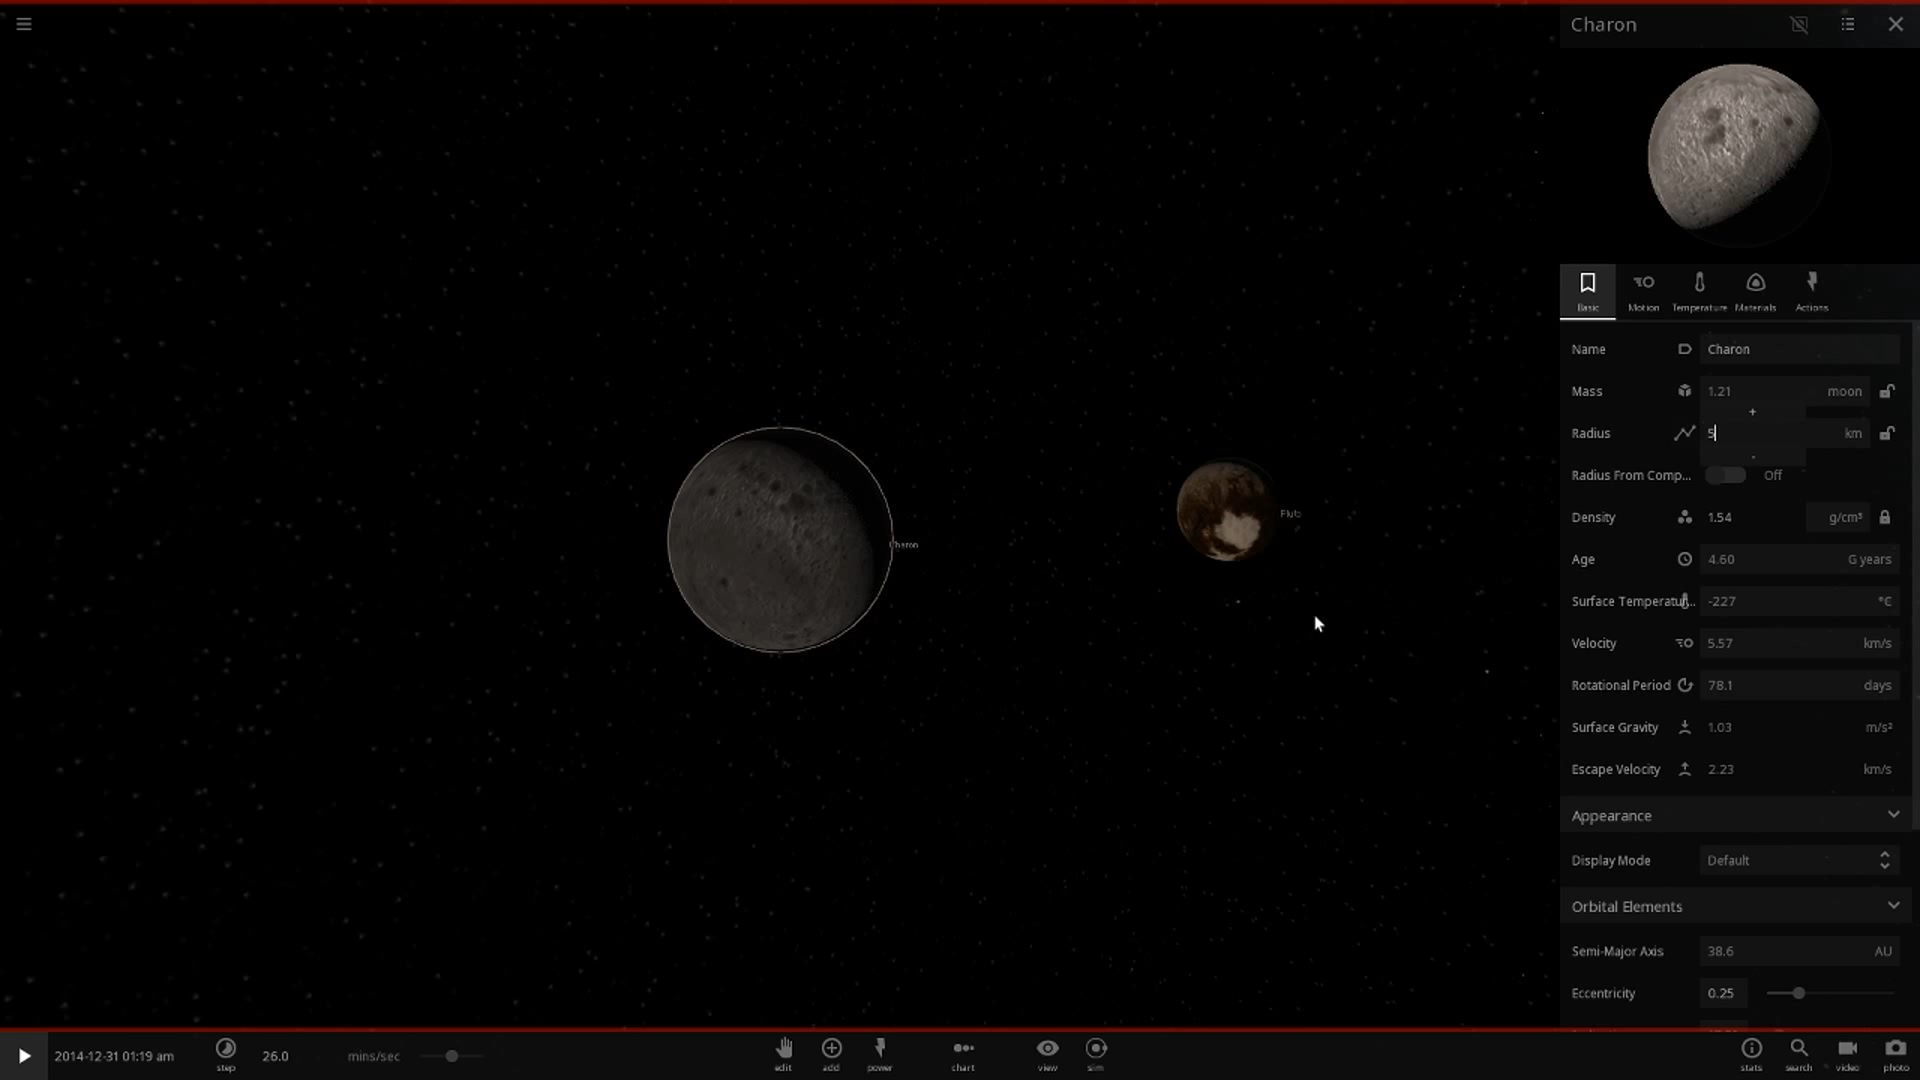 Charon
Basic
Motion
Temperature
Materials
Actions
Name Charon
Mass 1.21 moon
+
Radius 5 km
-
Radius From Comp... Off
Density 1.54 g/cm³
Age 4.60 G years
Surface Temperatur... -227 °C
Velocity 5.57 km/s
Rotational Period 78.1 days
Surface Gravity 1.03 m/s²
Escape Velocity 2.23 km/s
Appearance
Display Mode Default
Orbital Elements
Semi-Major Axis 38.6 AU
Eccentricity 0.25
Charon
Pluto
2014-12-31 01:19 am
step
26.0 mins/sec
edit
add
power
chart
view
sim
stats
search
video
photo